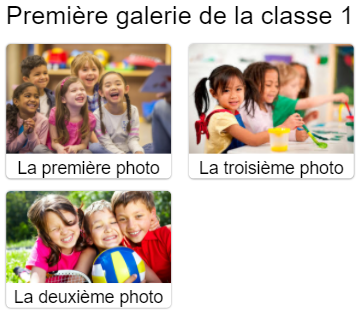 Première galerie de la classe 1
La première photo
La troisième photo
La deuxième photo